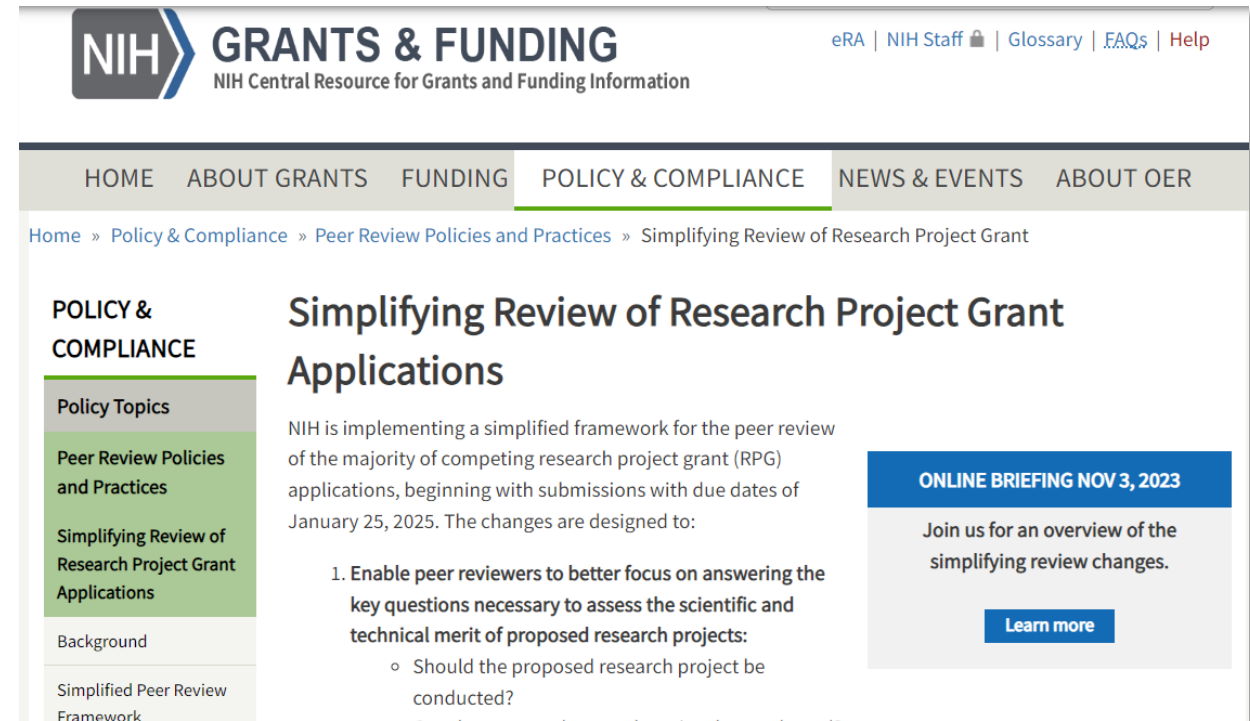 NIH
GRANTS & FUNDING
NIH Central Resource for Grants and Funding Information
eRA | NIH Staff | Glossary | FAQs | Help
HOME ABOUT GRANTS FUNDING POLICY & COMPLIANCE NEWS & EVENTS ABOUT OER
Home » Policy & Compliance » Peer Review Policies and Practices » Simplifying Review of Research Project Grant
POLICY &
COMPLIANCE
Policy Topics
Peer Review Policies
and Practices
Simplifying Review of
Research Project Grant
Applications
Background
Simplified Peer Review
Framework
Simplifying Review of Research Project Grant
Applications
NIH is implementing a simplified framework for the peer review
of the majority of competing research project grant (RPG)
applications, beginning with submissions with due dates of
January 25, 2025. The changes are designed to:
1. Enable peer reviewers to better focus on answering the
key questions necessary to assess the scientific and
technical merit of proposed research projects:
○ Should the proposed research project be
conducted?
ONLINE BRIEFING NOV 3, 2023
Join us for an overview of the
simplifying review changes.
Learn more